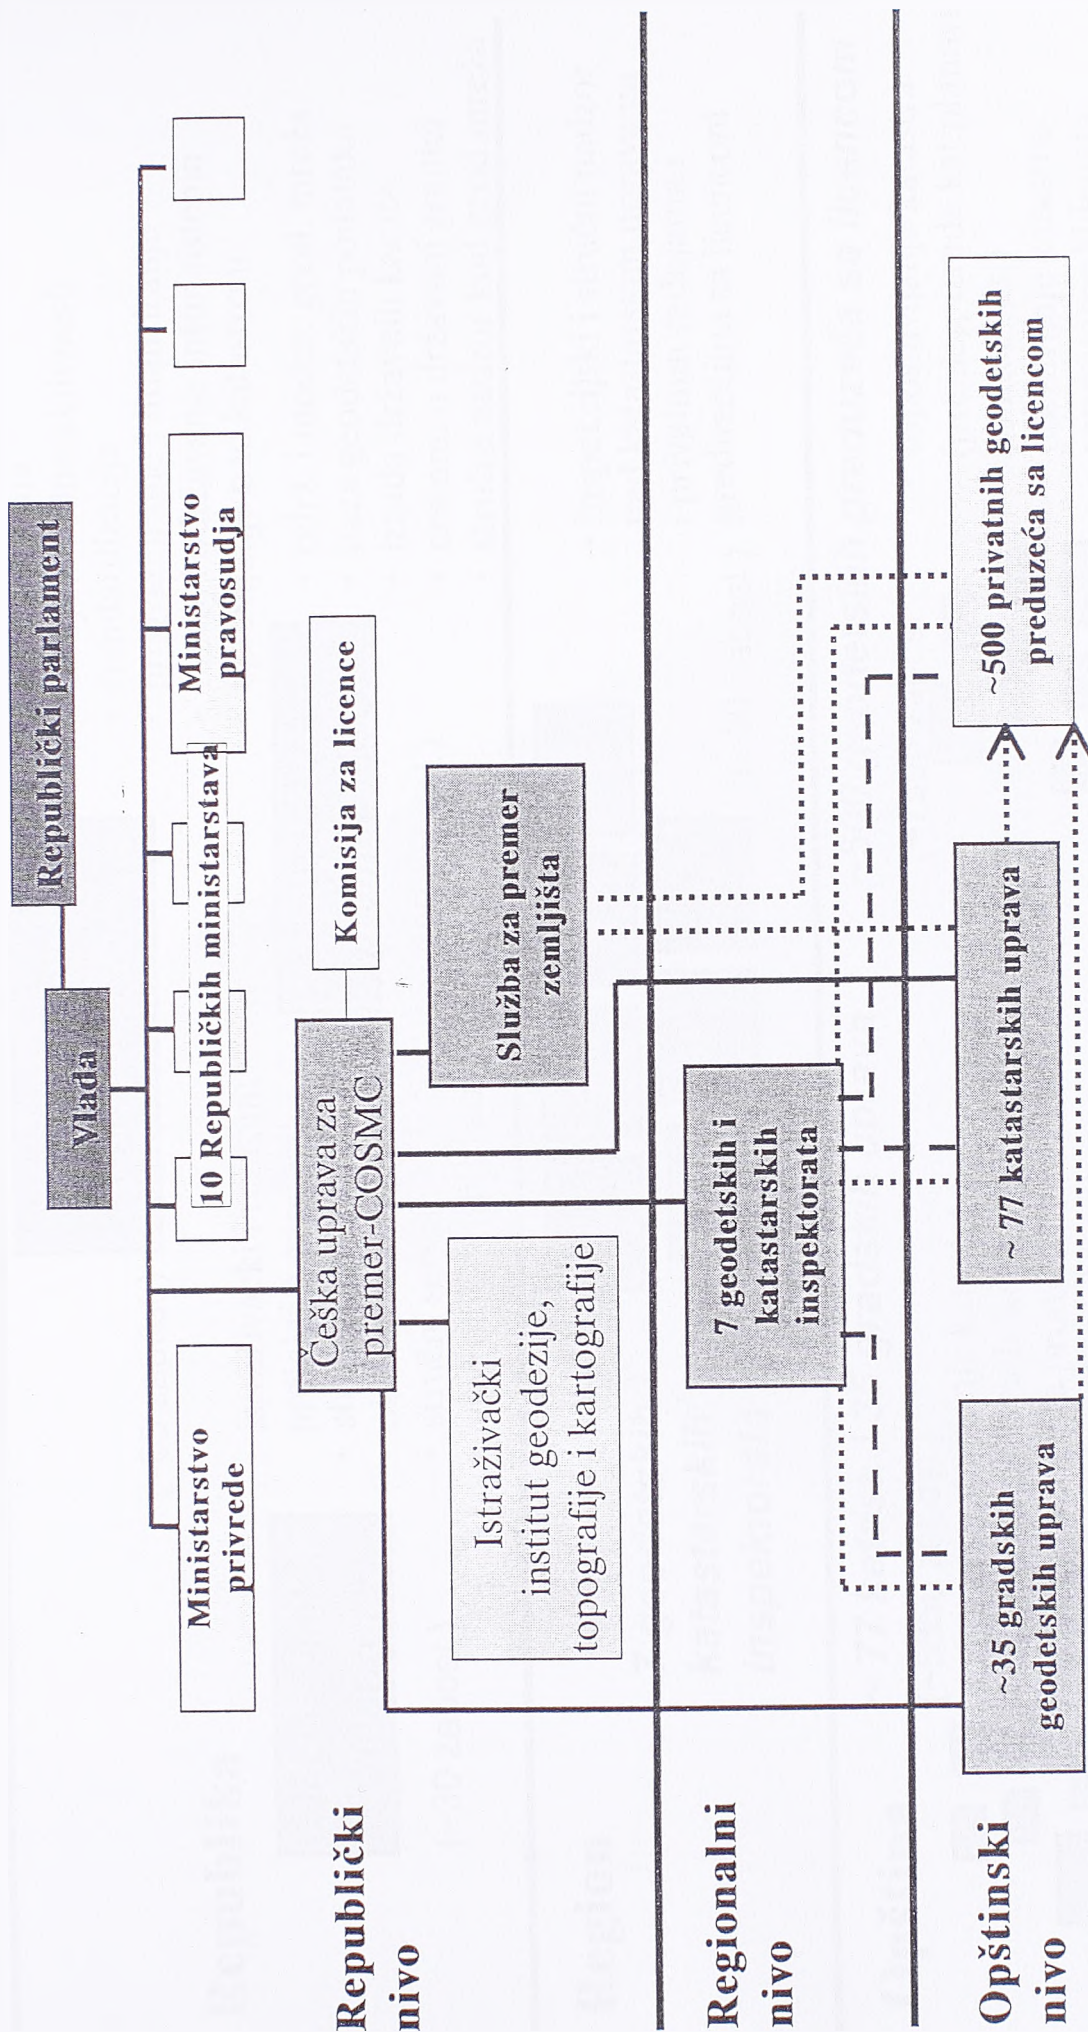 Republički parlament
Vlada
Ministarstvo
privrede
10 Republičkih ministarstava
Ministarstvo
pravosudja
Republički
nivo
Češka uprava za
premer-COSMC
Komisija za licence
Istraživački
institut geodezije,
topografije i kartografije
Služba za premer
zemljišta
Regionalni
nivo
7 geodetskih i
katastarskih
inspektorata
Opštinski
nivo
~35 gradskih
geodetskih uprava
~ 77 katastarskih uprava
~500 privatnih geodetskih
preduzeća sa licencom